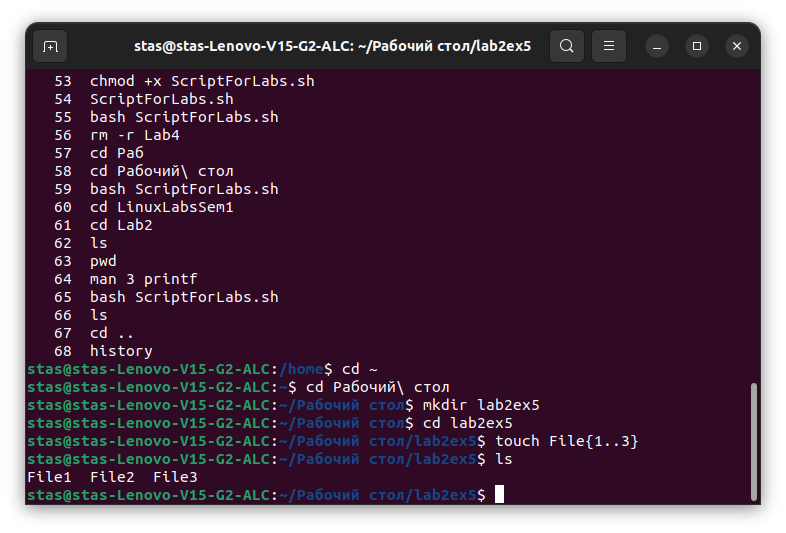 stas@stas-Lenovo-V15-G2-ALC: ~/Рабочий стол/lab2ex5
53 chmod +x ScriptForLabs.sh
54 ScriptForLabs.sh
55 bash ScriptForLabs.sh
56 rm -r Lab4
57 cd Раб
58 cd Рабочий\ стол
59 bash ScriptForLabs.sh
60 cd LinuxLabsSem1
61 cd Lab2
62 ls
63 pwd
64 man 3 printf
65 bash ScriptForLabs.sh
66 ls
67 cd ..
68 history
stas@stas-Lenovo-V15-G2-ALC:/home$ cd ~
stas@stas-Lenovo-V15-G2-ALC:~$ cd Рабочий\ стол
stas@stas-Lenovo-V15-G2-ALC:~/Рабочий стол$ mkdir lab2ex5
stas@stas-Lenovo-V15-G2-ALC:~/Рабочий стол$ cd lab2ex5
stas@stas-Lenovo-V15-G2-ALC:~/Рабочий стол/lab2ex5$ touch File{1..3}
stas@stas-Lenovo-V15-G2-ALC:~/Рабочий стол/lab2ex5$ ls
File1 File2 File3
stas@stas-Lenovo-V15-G2-ALC:~/Рабочий стол/lab2ex5$